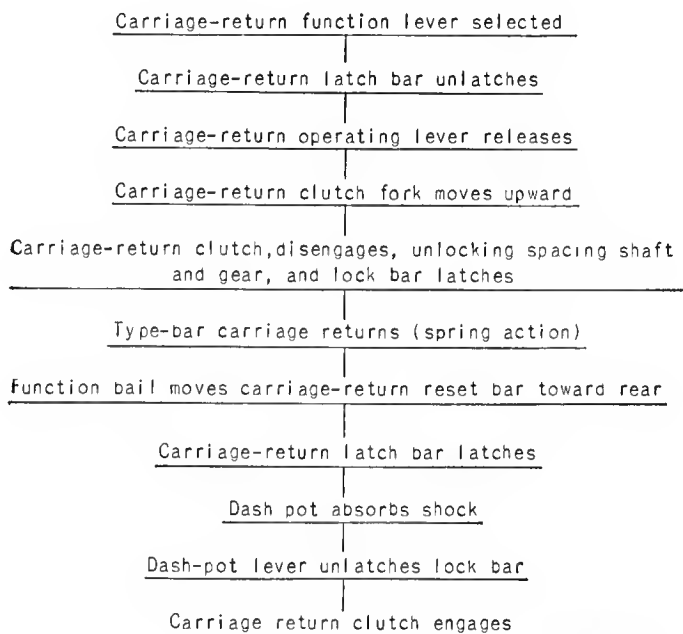 Carriage-return function lever selected
Carriage-return latch bar unlatches
Carriage-return operating lever releases
Carriage-return clutch fork moves upward
Carriage-return clutch,disengages, unlocking spacing shaft
and gear, and lock bar latches
Type-bar carriage returns (spring action)
Function bail moves carriage-return reset bar toward rear
Carriage-return latch bar latches
Dash pot absorbs shock
Dash-pot lever unlatches lock bar
Carriage return clutch engages